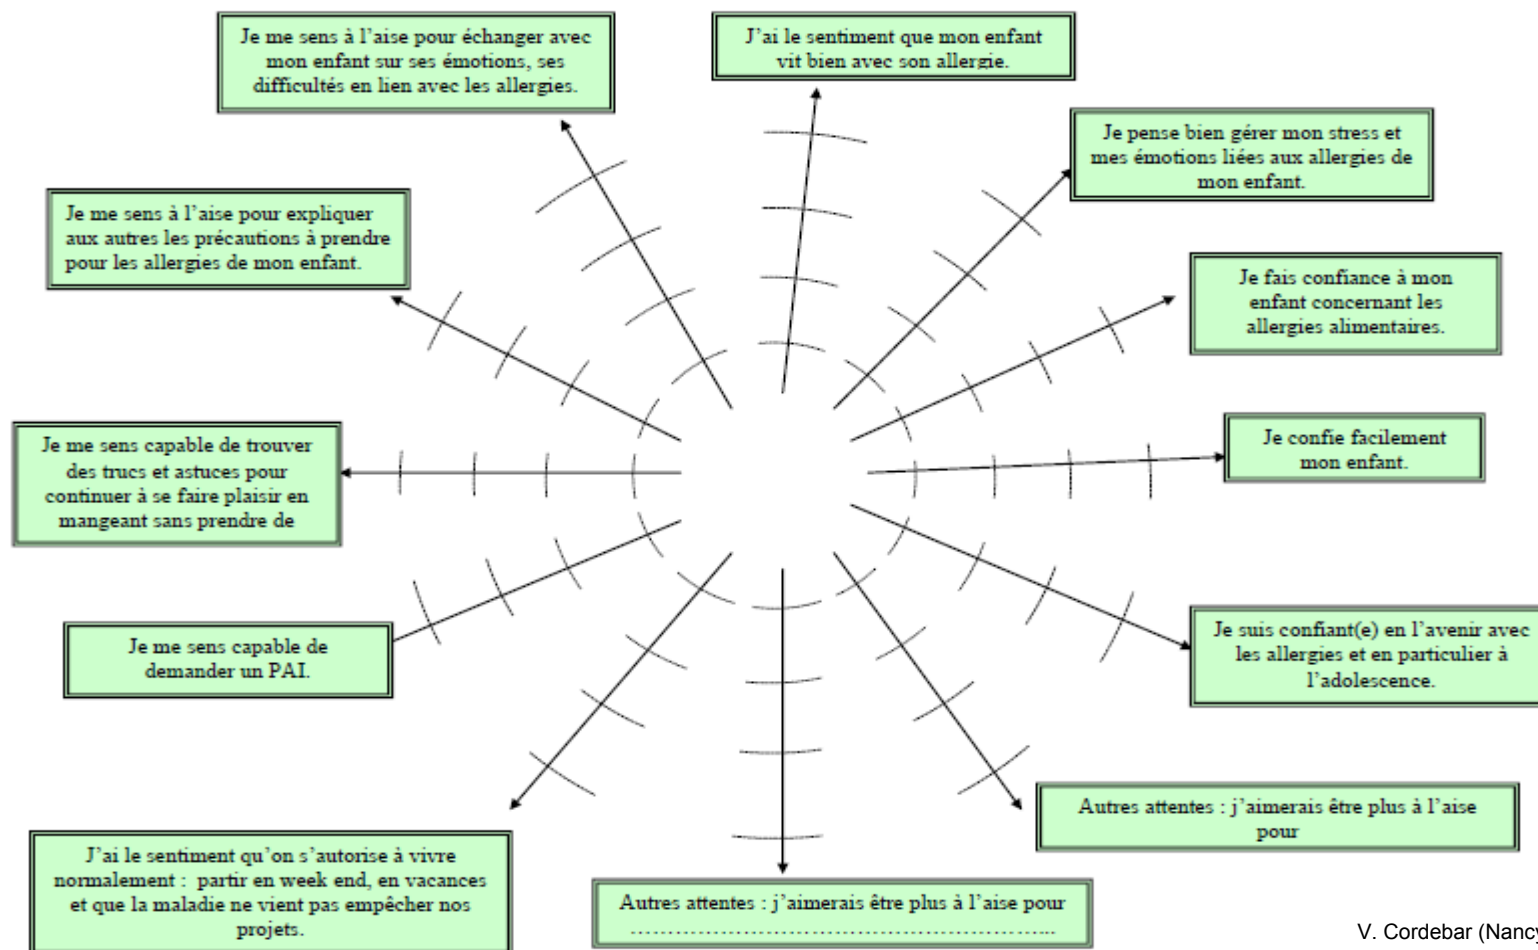 Je me sens à l'aise pour échanger avec
mon enfant sur ses émotions, ses
difficultés en lien avec les allergies.
J'ai le sentiment que mon enfant
vit bien avec son allergie.
Je pense bien gérer mon stress et
mes émotions liées aux allergies de
mon enfant.
Je me sens à l'aise pour expliquer
aux autres les précautions à prendre
pour les allergies de mon enfant.
Je fais confiance à mon
enfant concernant les
allergies alimentaires.
Je me sens capable de trouver
des trucs et astuces pour
continuer à se faire plaisir en
mangeant sans prendre de
Je confie facilement
mon enfant.
Je me sens capable de
demander un PAI.
Je suis confiant(e) en l'avenir avec
les allergies et en particulier à
l'adolescence.
Autres attentes : j'aimerais être plus à l'aise
pour
J'ai le sentiment qu'on s'autorise à vivre
normalement : partir en week end, en vacances
et que la maladie ne vient pas empêcher nos
projets.
Autres attentes : j'aimerais être plus à l'aise pour
…………………………………………………...
V. Cordebar (Nancy